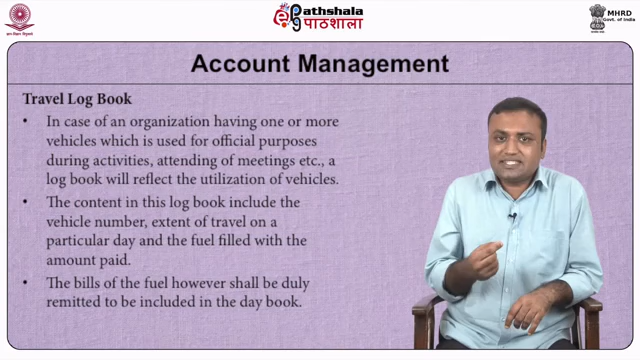 Pathshala
पाठशाला
MHRD
Govt. of India
Account Management
Travel Log Book
• In case of an organization having one or more
vehicles which is used for official purposes
during activities, attending of meetings etc., a
log book will reflect the utilization of vehicles.
• The content in this log book include the
vehicle number, extent of travel on a
particular day and the fuel filled with the
amount paid.
• The bills of the fuel however shall be duly
remitted to be included in the day book.